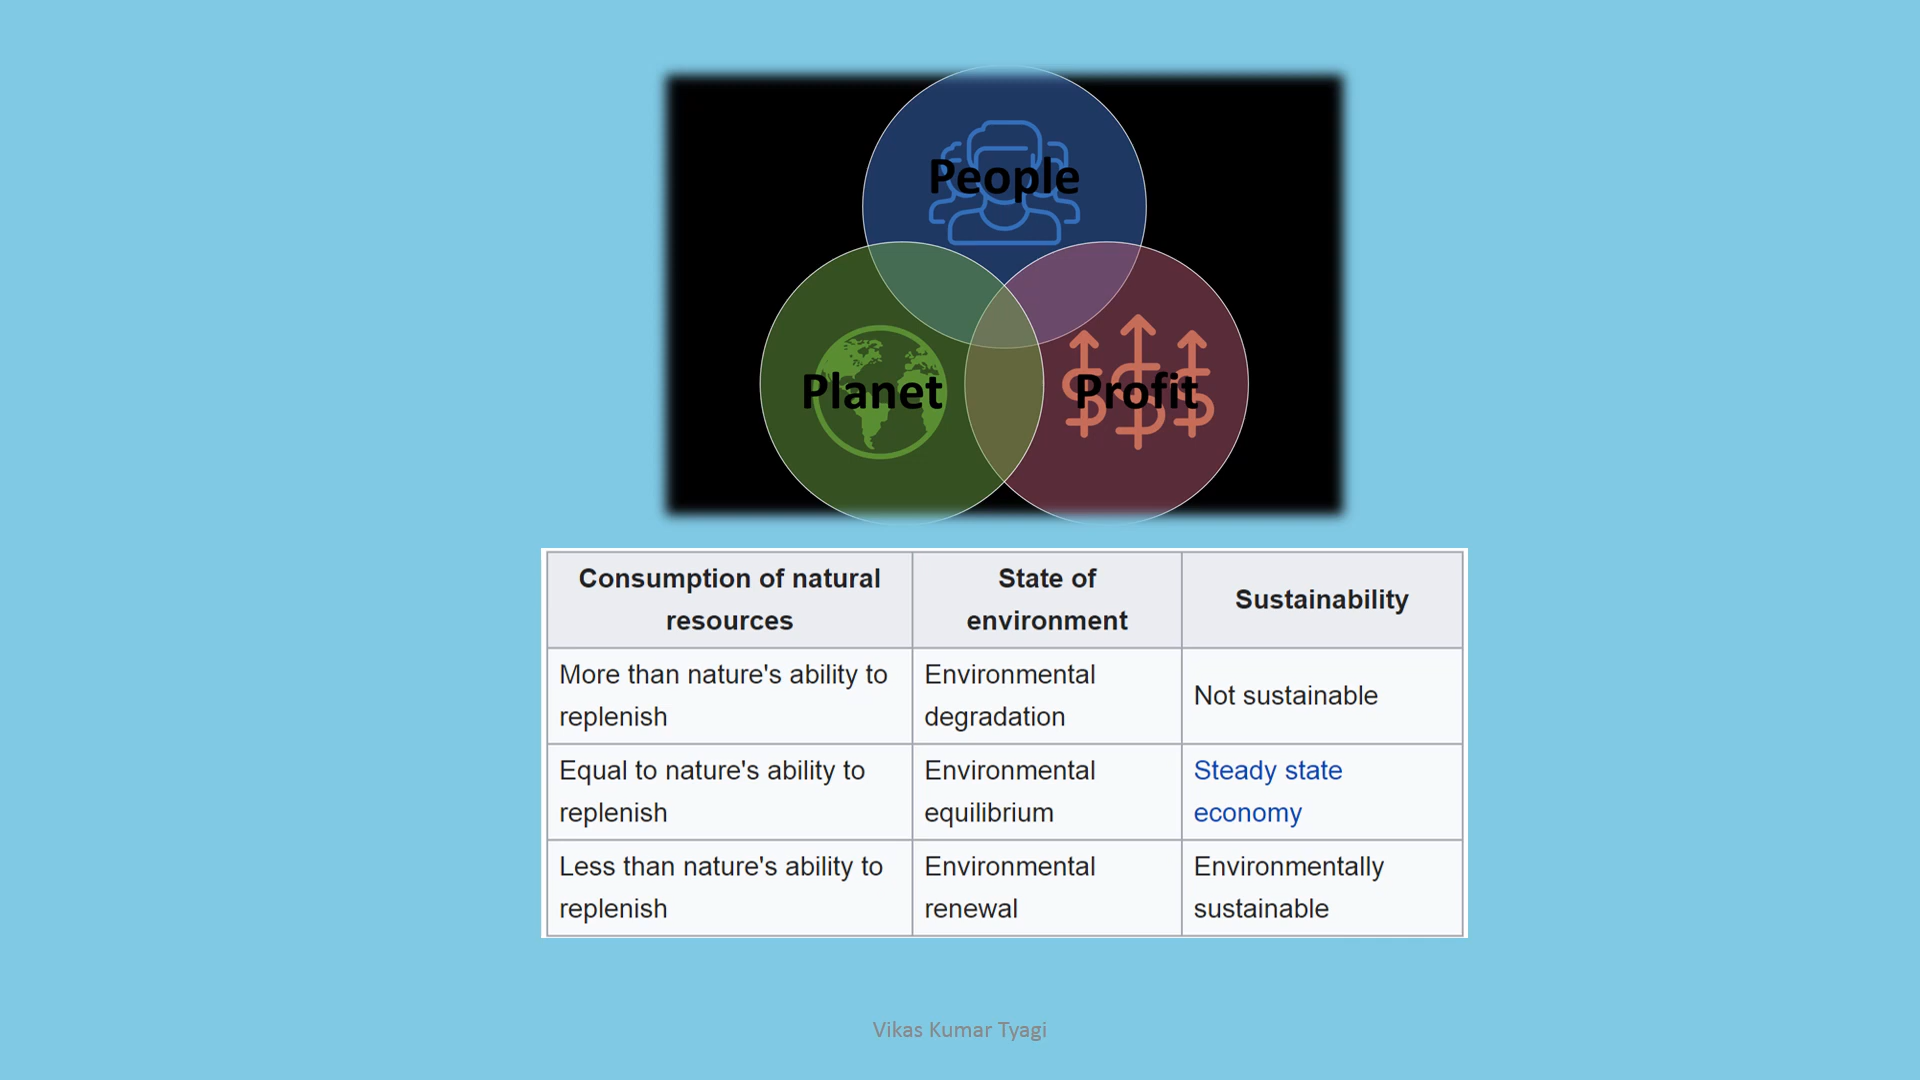 People
Planet
Profit
Consumption of natural
resources
State of
environment
Sustainability
More than nature's ability to
replenish
Environmental
degradation
Not sustainable
Equal to nature's ability to
replenish
Environmental
equilibrium
Steady state
economy
Less than nature's ability to
replenish
Environmental
renewal
Environmentally
sustainable
Vikas Kumar Tyagi